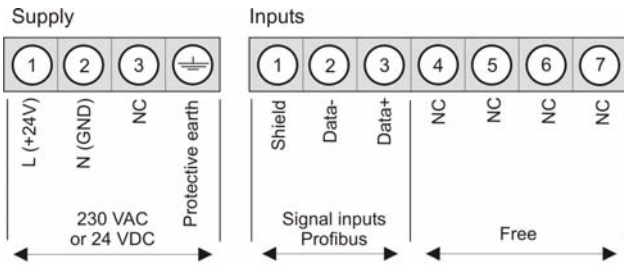 Supply
1 2 3
L (+24V)
N (GND)
NC
Protective earth
230 VAC
or 24 VDC
Inputs
1 2 3 4 5 6 7
Shield
Data-
Data+
NC
NC
NC
NC
Signal inputs
Profibus
Free